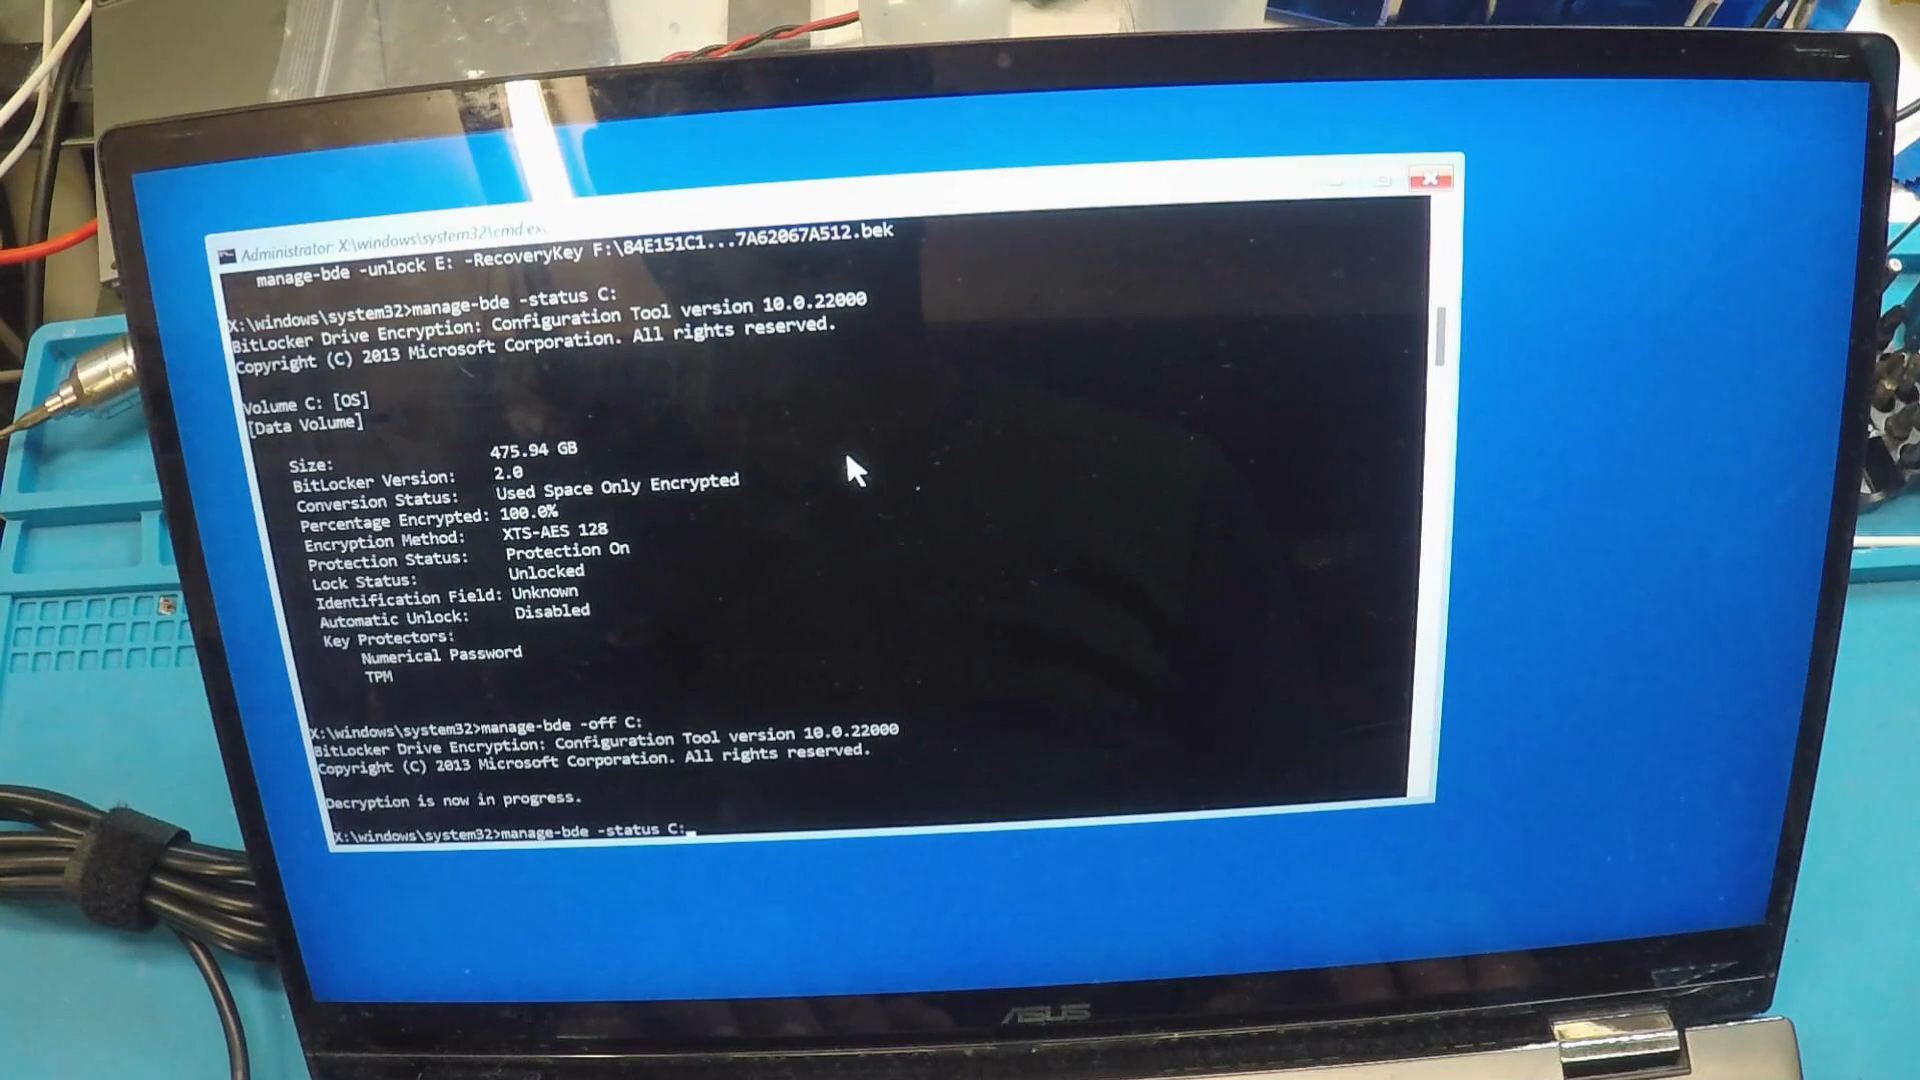 Administrator: X:\windows\system32\cmd.exe
manage-bde -unlock E: -RecoveryKey F:\84E151C1...7A62067A512.bek
X:\windows\system32>manage-bde -status C:
BitLocker Drive Encryption: Configuration Tool version 10.0.22000
Copyright (C) 2013 Microsoft Corporation. All rights reserved.
Volume C: [OS]
[Data Volume]
Size: 475.94 GB
BitLocker Version: 2.0
Conversion Status: Used Space Only Encrypted
Percentage Encrypted: 100.0%
Encryption Method: XTS-AES 128
Protection Status: Protection On
Lock Status: Unlocked
Identification Field: Unknown
Automatic Unlock: Disabled
Key Protectors:
Numerical Password
TPM
X:\windows\system32>manage-bde -off C:
BitLocker Drive Encryption: Configuration Tool version 10.0.22000
Copyright (C) 2013 Microsoft Corporation. All rights reserved.
Decryption is now in progress.
X:\windows\system32>manage-bde -status C:
ASUS